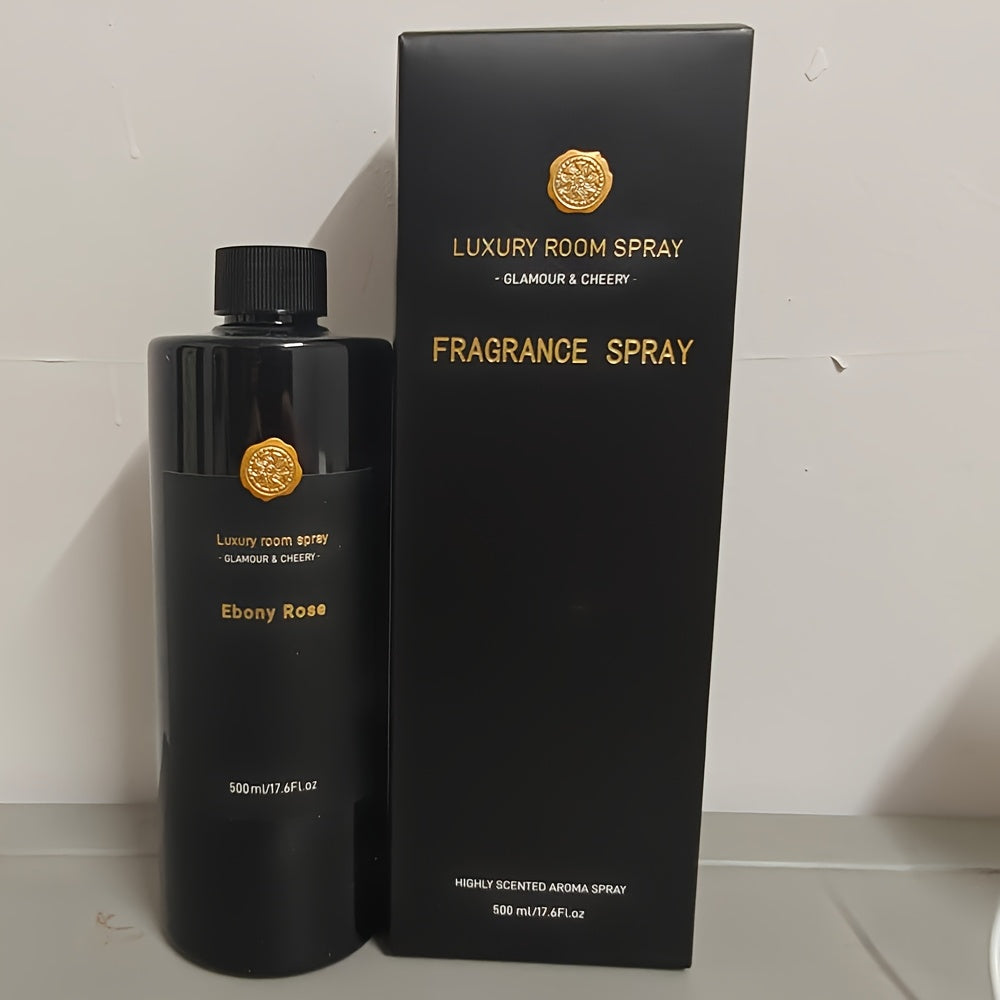 Luxury room spray
- GLAMOUR & CHEERY -
Ebony Rose
500ml/17.6Fl.oz
LUXURY ROOM SPRAY
- GLAMOUR & CHEERY -
FRAGRANCE SPRAY
HIGHLY SCENTED AROMA SPRAY
500 ml/17.6Fl.oz